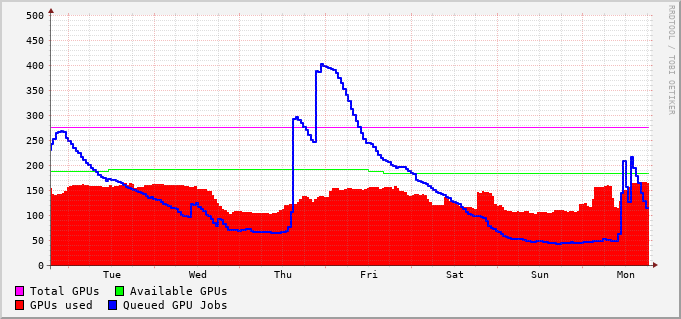 500
450
400
350
300
250
200
150
100
50
0
Tue Wed Thu Fri Sat Sun Mon
Total GPUs Available GPUs
GPUs used Queued GPU Jobs
RRDTOOL / TOBI OETIKER